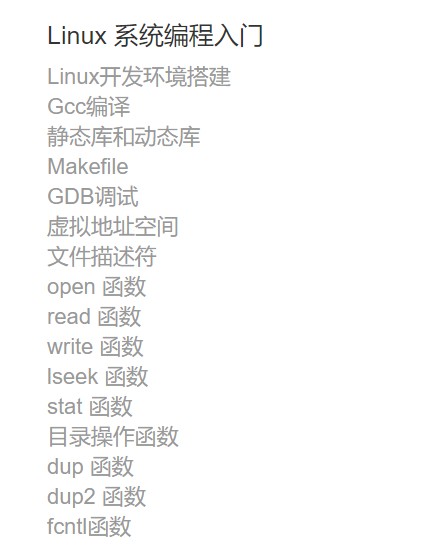 Linux 系统编程入门
Linux开发环境搭建
Gcc编译
静态库和动态库
Makefile
GDB调试
虚拟地址空间
文件描述符
open 函数
read 函数
write 函数
lseek 函数
stat 函数
目录操作函数
dup 函数
dup2 函数
fcntl函数